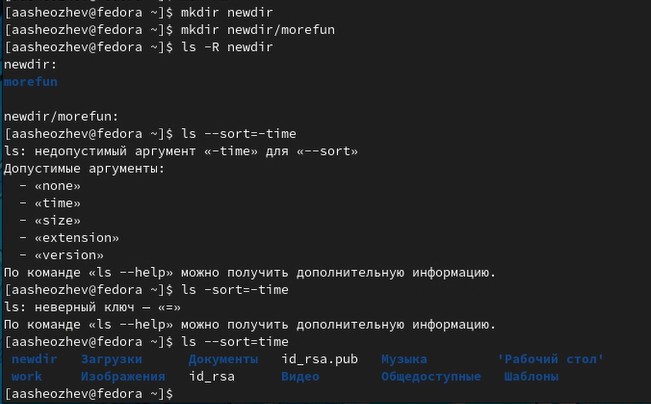 [aasheozhev@fedora ~]$ mkdir newdir
[aasheozhev@fedora ~]$ mkdir newdir/morefun
[aasheozhev@fedora ~]$ ls -R newdir
newdir:
morefun
newdir/morefun:
[aasheozhev@fedora ~]$ ls --sort=-time
ls: недопустимый аргумент «-time» для «--sort»
Допустимые аргументы:
  - «none»
  - «time»
  - «size»
  - «extension»
  - «version»
По команде «ls --help» можно получить дополнительную информацию.
[aasheozhev@fedora ~]$ ls -sort=-time
ls: неверный ключ — «=»
По команде «ls --help» можно получить дополнительную информацию.
[aasheozhev@fedora ~]$ ls --sort=time
newdir Загрузки Документы id_rsa.pub Музыка 'Рабочий стол'
work Изображения id_rsa Видео Общедоступные Шаблоны
[aasheozhev@fedora ~]$